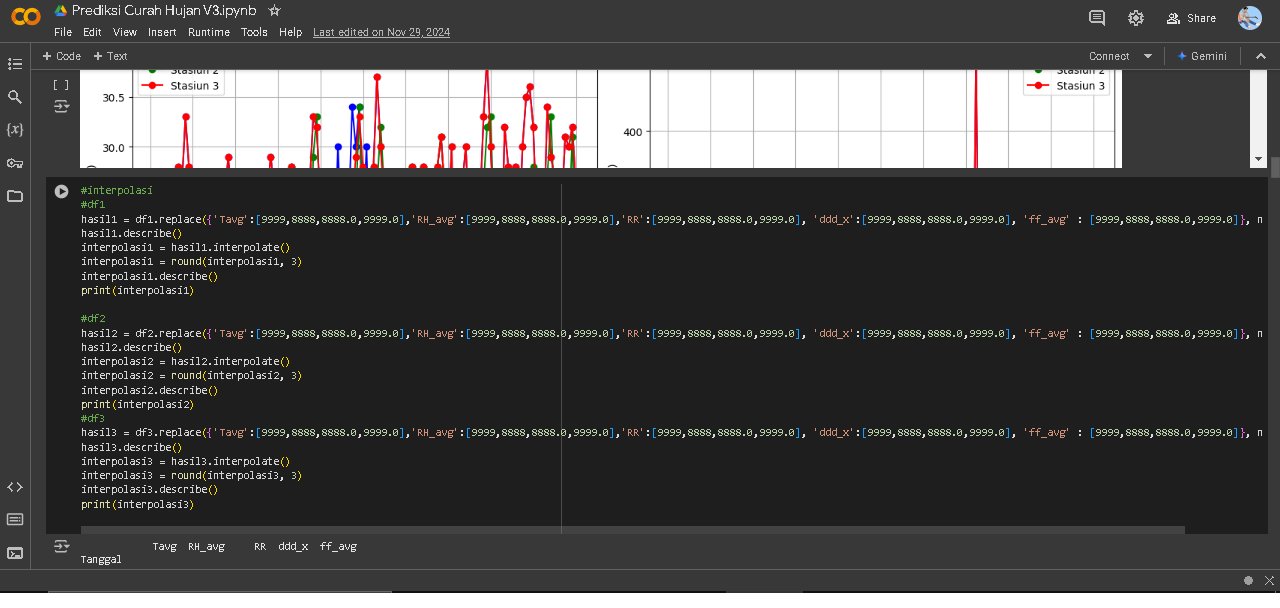 Prediksi Curah Hujan V3.ipynb
File Edit View Insert Runtime Tools Help Last edited on Nov 29, 2024
Share
+ Code + Text
Connect
Gemini
[ ]
Stasiun 2
Stasiun 3
30.5
30.0
Stasiun 2
Stasiun 3
400
#interpolasi
#df1
hasil1 = df1.replace({'Tavg':[9999,8888,8888.0,9999.0],'RH_avg':[9999,8888,8888.0,9999.0],'RR':[9999,8888,8888.0,9999.0], 'ddd_x':[9999,8888,8888.0,9999.0], 'ff_avg' : [9999,8888,8888.0,9999.0]}, n
hasil1.describe()
interpolasi1 = hasil1.interpolate()
interpolasi1 = round(interpolasi1, 3)
interpolasi1.describe()
print(interpolasi1)
#df2
hasil2 = df2.replace({'Tavg':[9999,8888,8888.0,9999.0],'RH_avg':[9999,8888,8888.0,9999.0],'RR':[9999,8888,8888.0,9999.0], 'ddd_x':[9999,8888,8888.0,9999.0], 'ff_avg' : [9999,8888,8888.0,9999.0]}, n
hasil2.describe()
interpolasi2 = hasil2.interpolate()
interpolasi2 = round(interpolasi2, 3)
interpolasi2.describe()
print(interpolasi2)
#df3
hasil3 = df3.replace({'Tavg':[9999,8888,8888.0,9999.0],'RH_avg':[9999,8888,8888.0,9999.0],'RR':[9999,8888,8888.0,9999.0], 'ddd_x':[9999,8888,8888.0,9999.0], 'ff_avg' : [9999,8888,8888.0,9999.0]}, n
hasil3.describe()
interpolasi3 = hasil3.interpolate()
interpolasi3 = round(interpolasi3, 3)
interpolasi3.describe()
print(interpolasi3)
Tavg RH_avg RR ddd_x ff_avg
Tanggal